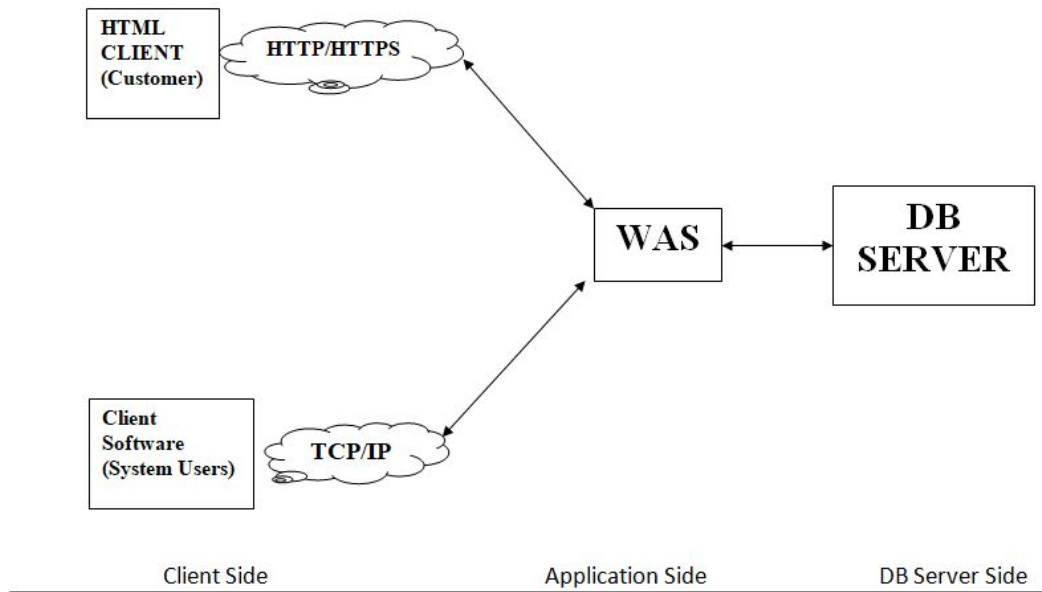 HTML
CLIENT
(Customer)
HTTP/HTTPS
WAS
DB
SERVER
Client
Software
(System Users)
TCP/IP
Client Side
Application Side
DB Server Side